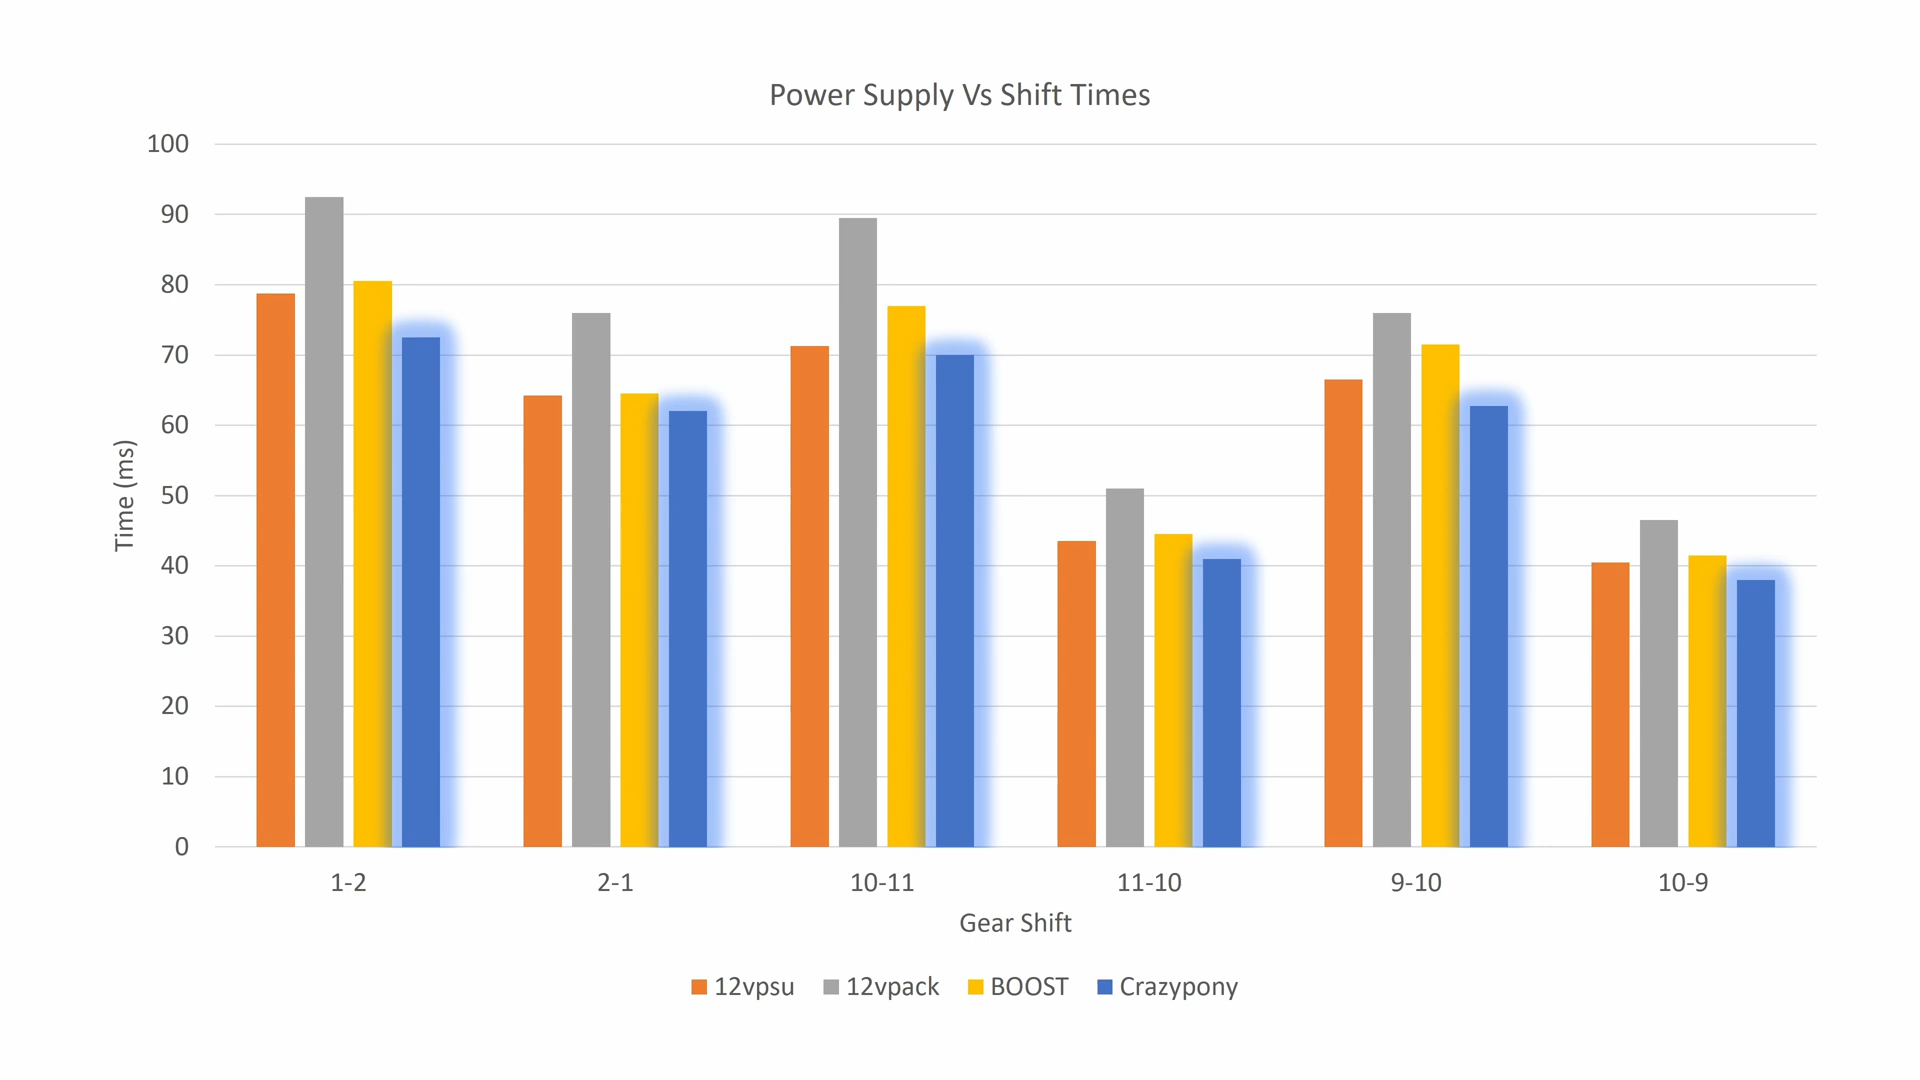 Power Supply Vs Shift Times
100
90
80
70
60
50
40
30
20
10
0
Time (ms)
1-2 2-1 10-11 11-10 9-10 10-9
Gear Shift
12vpsu 12vpack BOOST Crazypony